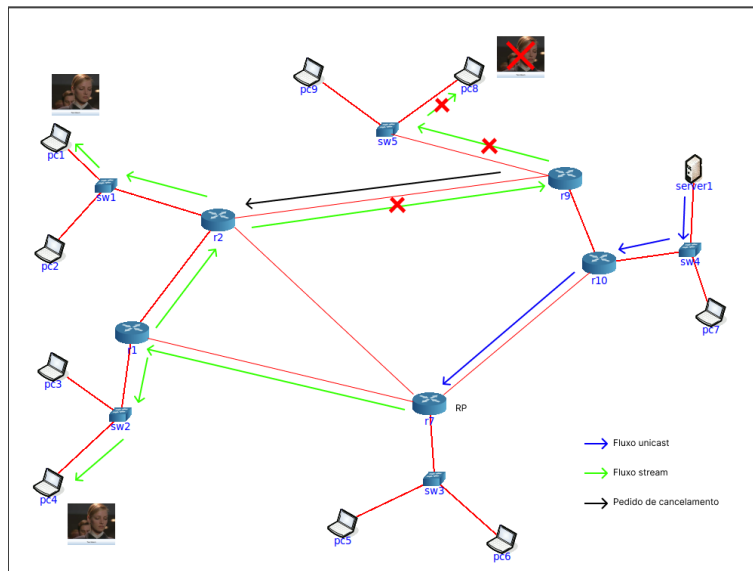 pc9
pc8
sw5
pc1
sw1
r9
server1
r2
pc2
sw4
r10
pc7
r1
pc3
r7
RP
sw2
Fluxo unicast
Fluxo stream
sw3
pc4
Pedido de cancelamento
pc5
pc6